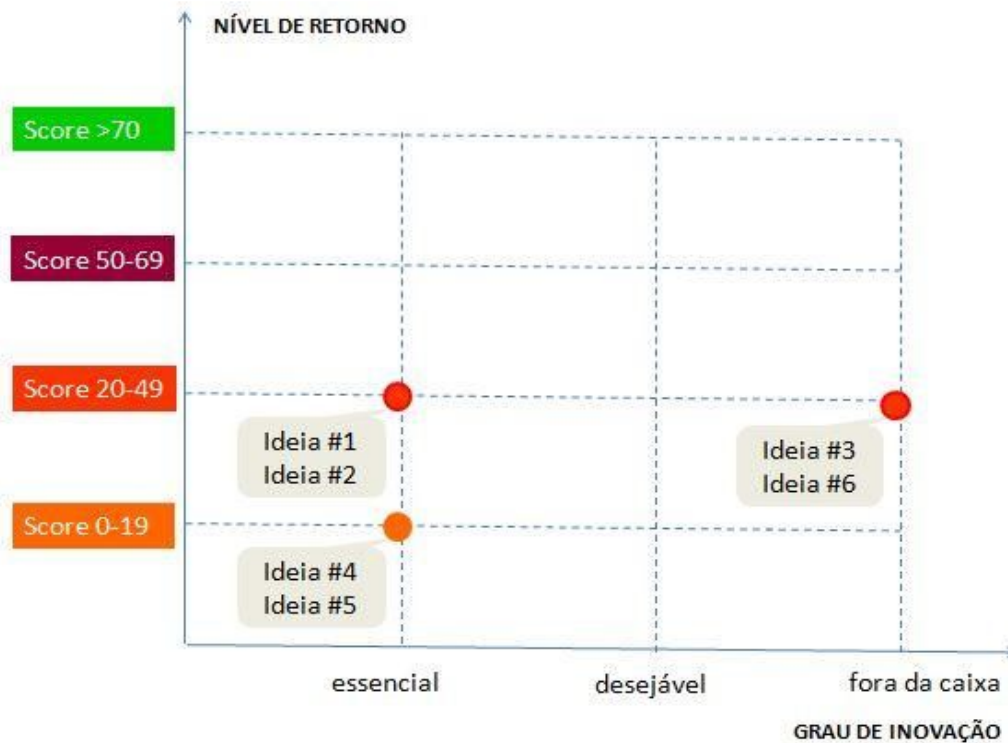 NÍVEL DE RETORNO
Score >70
Score 50-69
Score 20-49
Ideia #1
Ideia #2
Ideia #3
Ideia #6
Score 0-19
Ideia #4
Ideia #5
essencial
desejável
fora da caixa
GRAU DE INOVAÇÃO